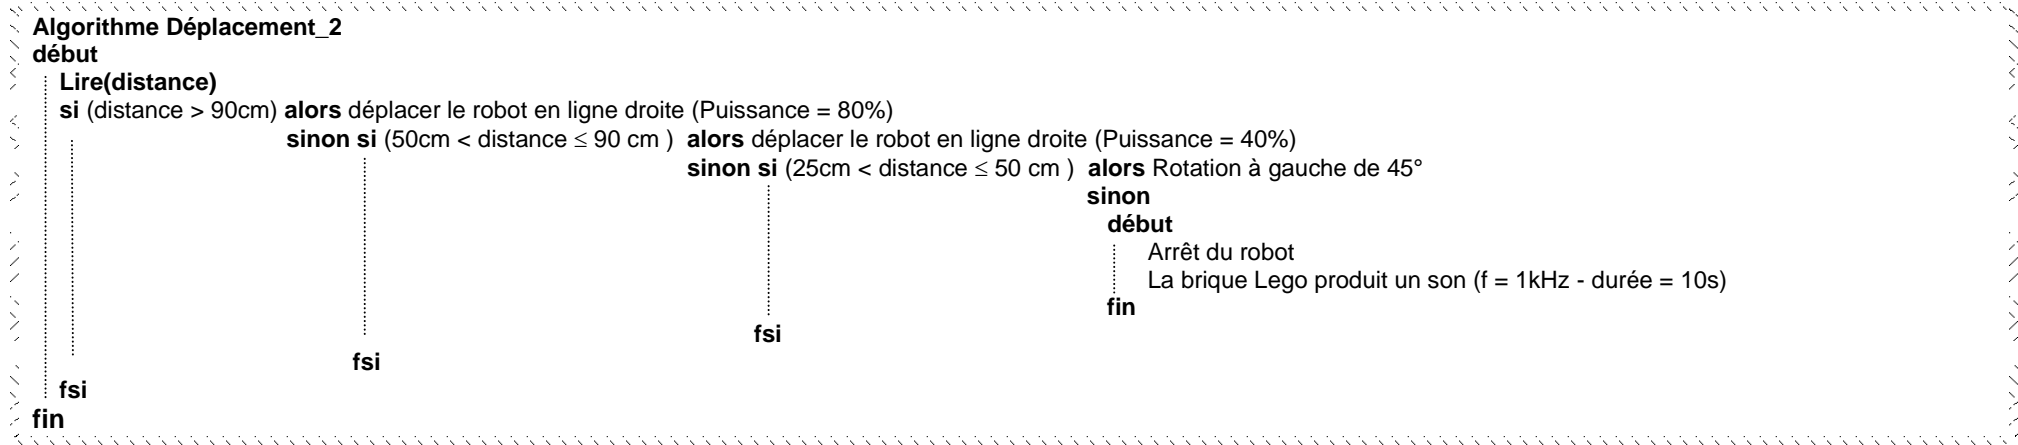 Algorithme Déplacement_2
début
Lire(distance)
si (distance > 90cm) alors déplacer le robot en ligne droite (Puissance = 80%)
sinon si (50cm < distance ≤ 90 cm ) alors déplacer le robot en ligne droite (Puissance = 40%)
sinon si (25cm < distance ≤ 50 cm ) alors Rotation à gauche de 45°
sinon
début
Arrêt du robot
La brique Lego produit un son (f = 1kHz - durée = 10s)
fin
fsi
fsi
fsi
fin